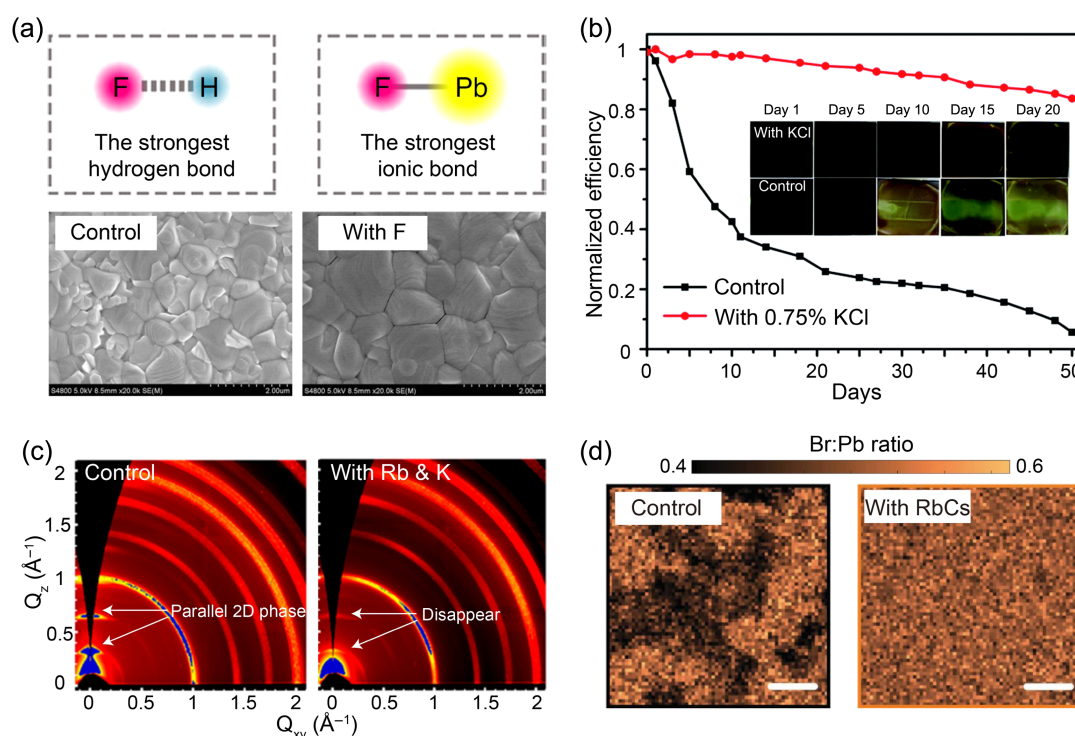 (a)
F
H
The strongest
hydrogen bond
F
Pb
The strongest
ionic bond
Control
S4800 5.0kV 8.5mm x20.0k SE(M)
2.00um
With F
S4800 5.0kV 8.5mm x20.0k SE(M)
2.00um
(b)
Normalized efficiency
1
0.8
0.6
0.4
0.2
0
Day 1
Day 5
Day 10
Day 15
Day 20
With KCl
Control
Control
With 0.75% KCl
0
10
20
30
40
50
Days
(c)
Control
With Rb & K
Parallel 2D phase
Disappear
Qz (Å−1)
2
1.5
1
0.5
0
0
0.5
1
1.5
2
0
0.5
1
1.5
2
Qxy (Å−1)
(d)
Br:Pb ratio
0.4
0.6
Control
With RbCs